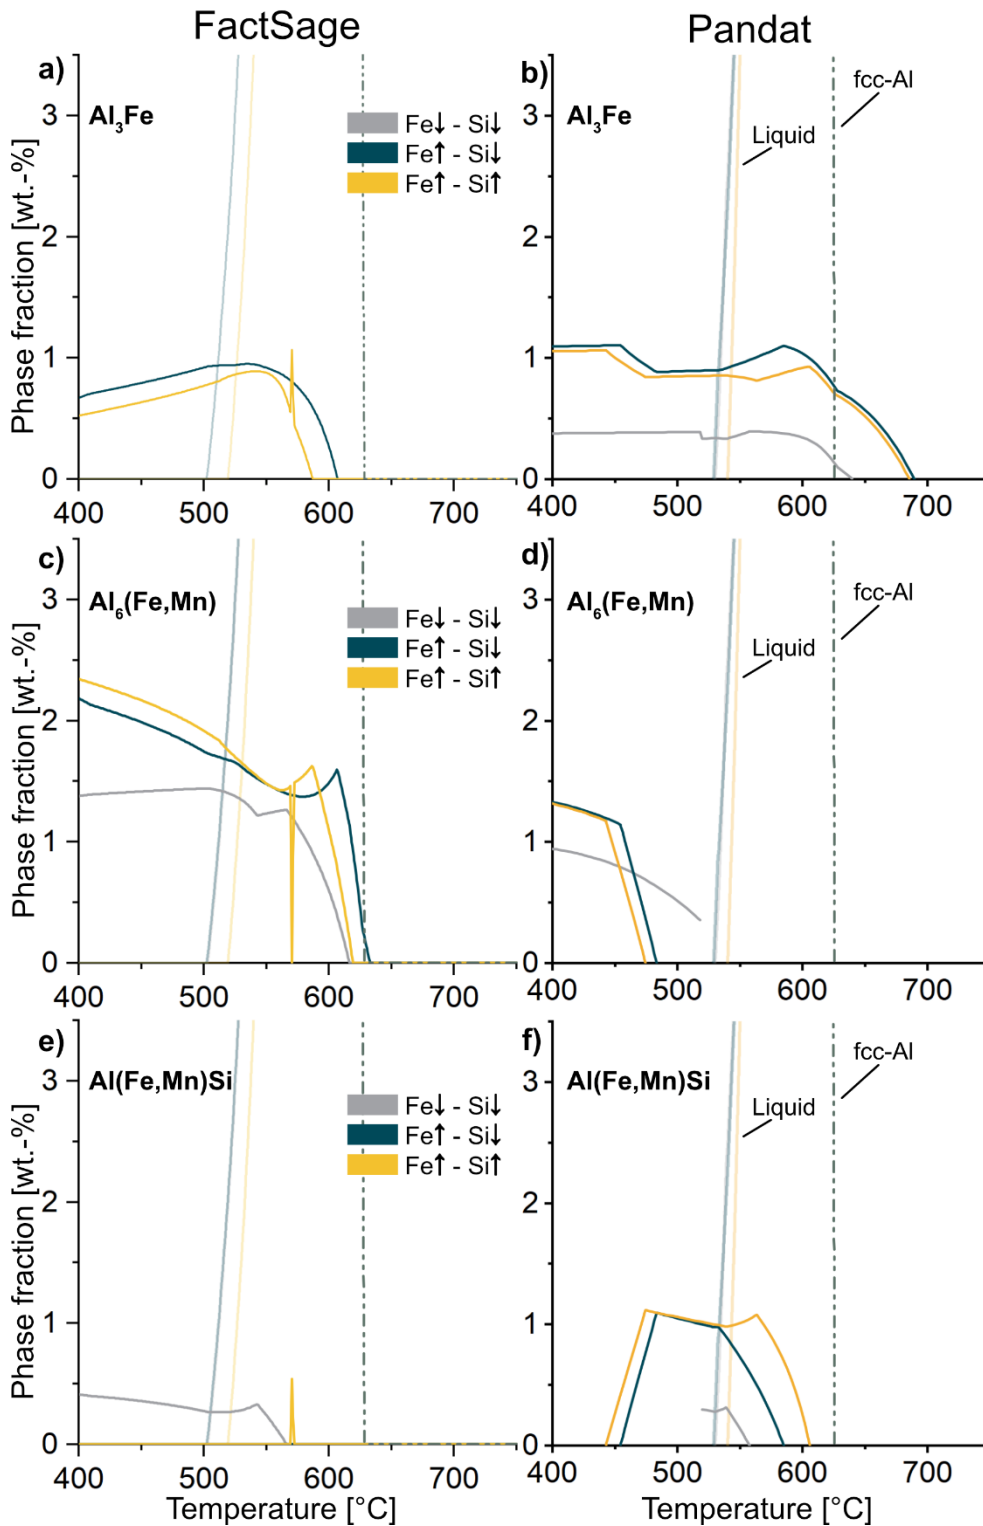 FactSage
Pandat
a)
Al₃Fe
Fe↓ - Si↓
Fe↑ - Si↓
Fe↑ - Si↑
3
2
1
0
400
500
600
700
Phase fraction [wt.-%]
b)
Al₃Fe
fcc-Al
Liquid
3
2
1
0
400
500
600
700
c)
Al₆(Fe,Mn)
Fe↓ - Si↓
Fe↑ - Si↓
Fe↑ - Si↑
3
2
1
0
400
500
600
700
Phase fraction [wt.-%]
d)
Al₆(Fe,Mn)
fcc-Al
Liquid
3
2
1
0
400
500
600
700
e)
Al(Fe,Mn)Si
Fe↓ - Si↓
Fe↑ - Si↓
Fe↑ - Si↑
3
2
1
0
400
500
600
700
Phase fraction [wt.-%]
Temperature [°C]
f)
Al(Fe,Mn)Si
fcc-Al
Liquid
3
2
1
0
400
500
600
700
Temperature [°C]